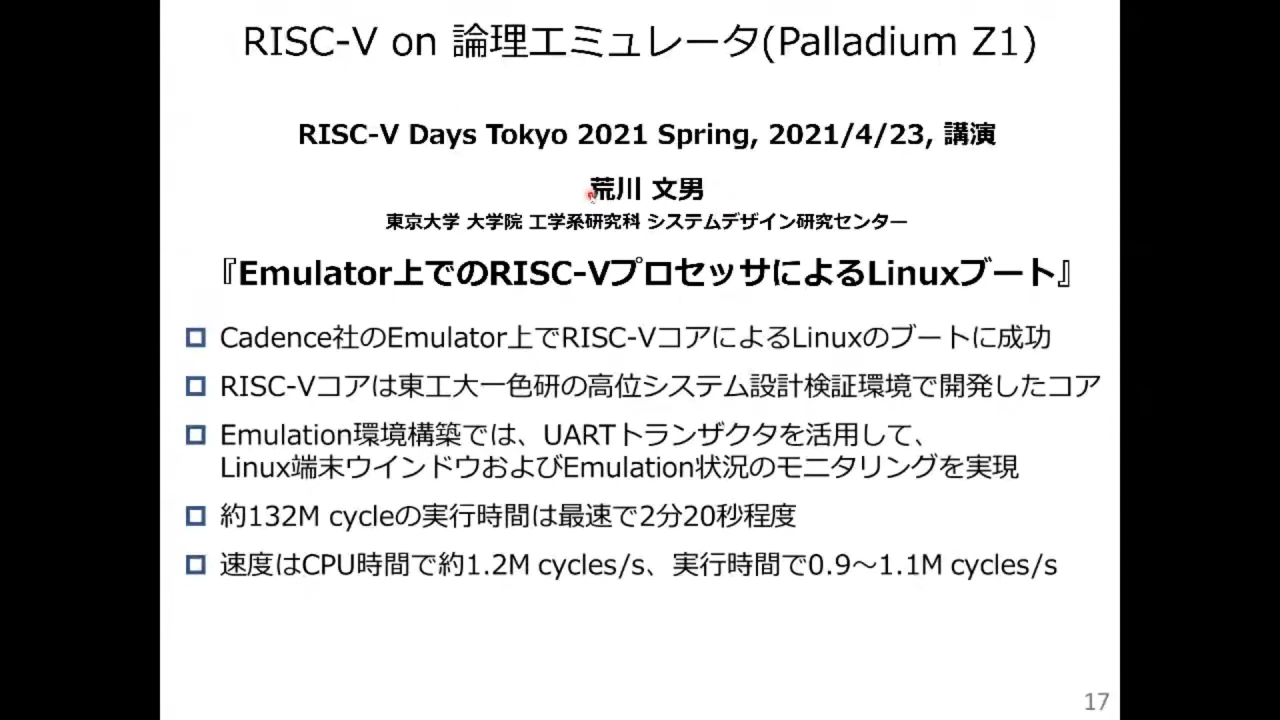 RISC-V on 論理エミュレータ(Palladium Z1)
RISC-V Days Tokyo 2021 Spring, 2021/4/23, 講演
荒川 文男
東京大学 大学院 工学系研究科 システムデザイン研究センター
『Emulator上でのRISC-VプロセッサによるLinuxブート』
Cadence社のEmulator上でRISC-VコアによるLinuxのブートに成功
RISC-Vコアは東工大一色研の高位システム設計検証環境で開発したコア
Emulation環境構築では、UARTトランザクタを活用して、
Linux端末ウインドウおよびEmulation状況のモニタリングを実現
約132M cycleの実行時間は最速で2分20秒程度
速度はCPU時間で約1.2M cycles/s、実行時間で0.9～1.1M cycles/s
17